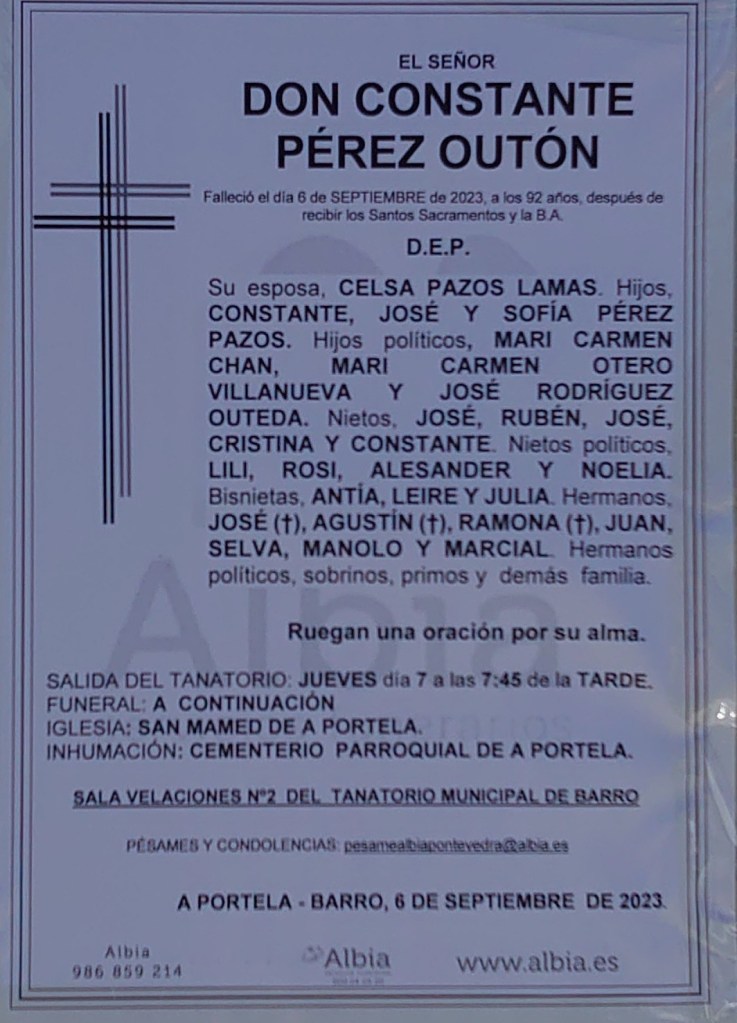 EL SEÑOR
DON CONSTANTE
PÉREZ OUTÓN
Falleció el día 6 de SEPTIEMBRE de 2023, a los 92 años, después de
recibir los Santos Sacramentos y la B.A.
D.E.P.
Su esposa, CELSA PAZOS LAMAS. Hijos,
CONSTANTE, JOSÉ Y SOFÍA PÉREZ
PAZOS. Hijos políticos, MARI CARMEN
CHAN, MARI CARMEN OTERO
VILLANUEVA Y JOSÉ RODRÍGUEZ
OUTEDA. Nietos, JOSÉ, RUBÉN, JOSÉ,
CRISTINA Y CONSTANTE. Nietos políticos,
LILI, ROSI, ALESANDER Y NOELIA.
Bisnietas, ANTÍA, LEIRE Y JULIA. Hermanos,
JOSÉ (†), AGUSTÍN (†), RAMONA (†), JUAN,
SELVA, MANOLO Y MARCIAL. Hermanos
políticos, sobrinos, primos y demás familia.
Albia
Ruegan una oración por su alma.
SALIDA DEL TANATORIO: JUEVES día 7 a las 7:45 de la TARDE.
FUNERAL: A CONTINUACIÓN
IGLESIA: SAN MAMED DE A PORTELA.
INHUMACIÓN: CEMENTERIO PARROQUIAL DE A PORTELA.
SALA VELACIONES Nº2 DEL TANATORIO MUNICIPAL DE BARRO
PÉSAMES Y CONDOLENCIAS: pesamealbiapontevedra@albia.es
A PORTELA - BARRO, 6 DE SEPTIEMBRE DE 2023.
Albia
986 859 214
Albia
www.albia.es